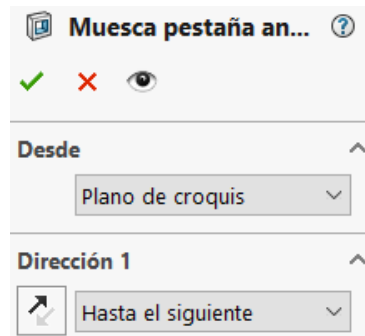 Muesca pestaña an...
Desde
Plano de croquis
Dirección 1
Hasta el siguiente